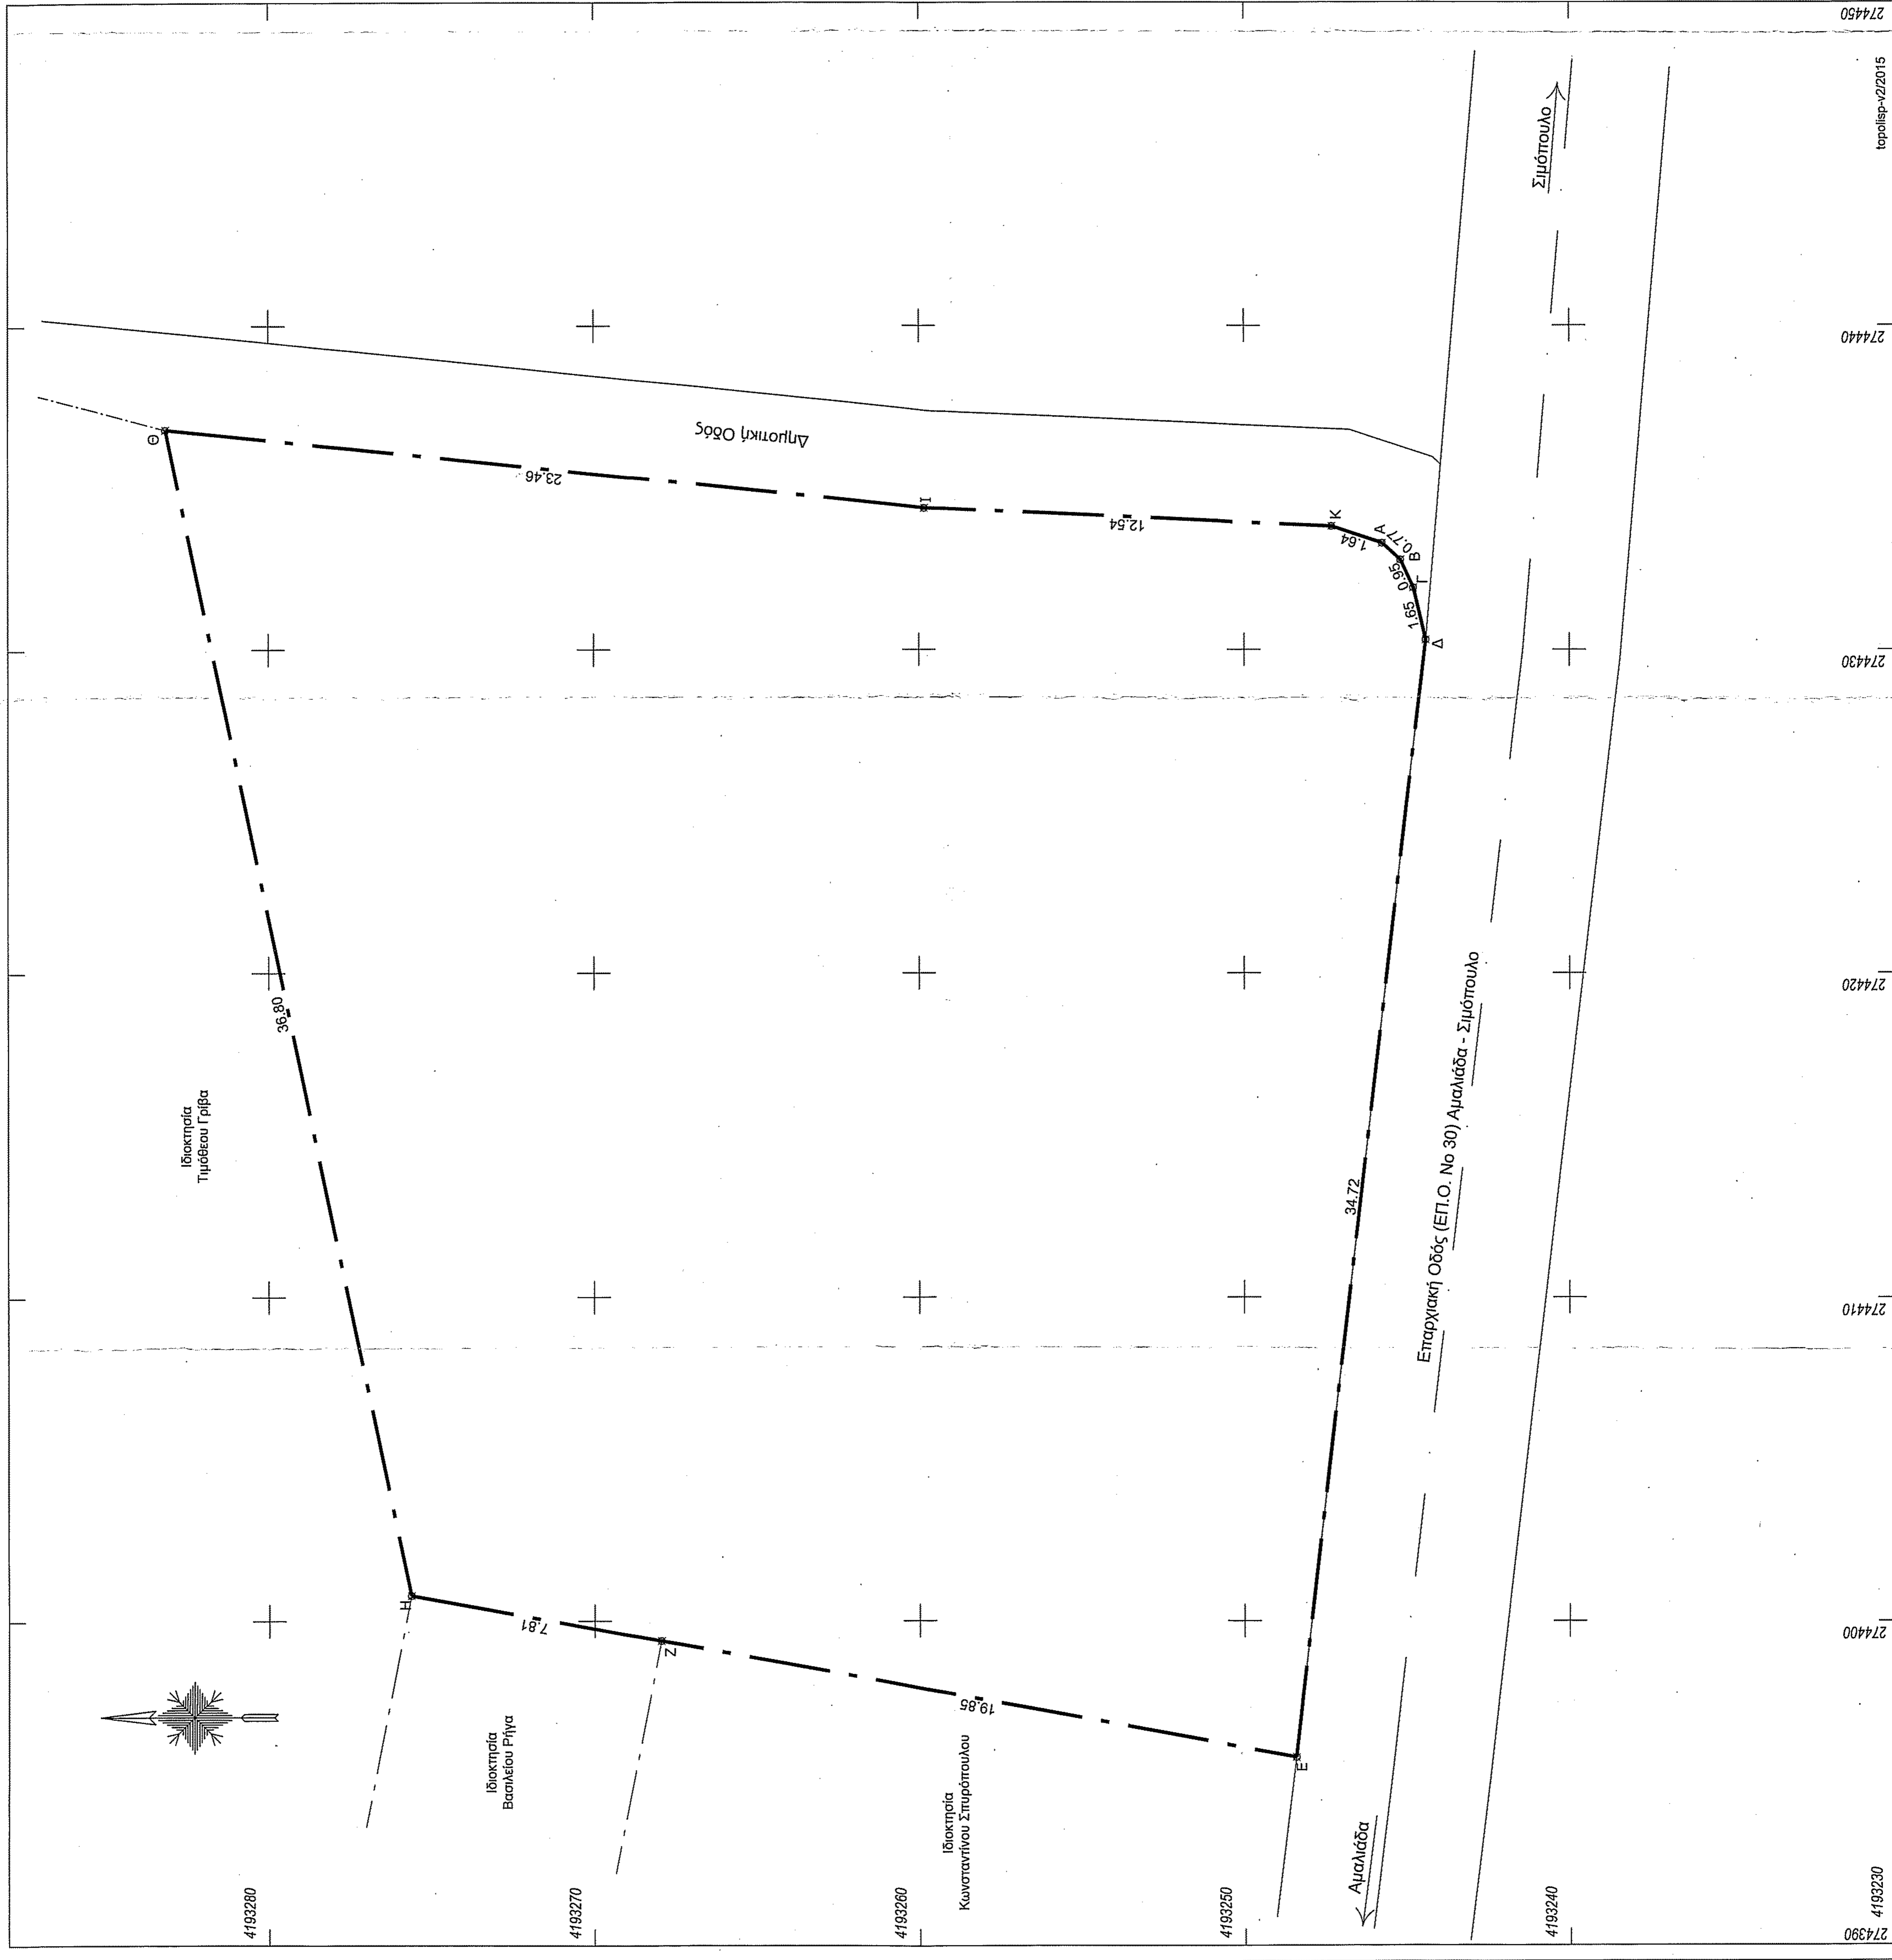 Ιδιοκτησία
Τιμόθεου Γρίβα
Ιδιοκτησία
Βασιλείου Ρήγα
Ιδιοκτησία
Κωνσταντίνου Σπυρόπουλου
Δημοτική Οδός
Επαρχιακή Οδός (ΕΠ.Ο. Νο 30) Αμαλιάδα - Σιμόπουλο
Αμαλιάδα
Σιμόπουλο
Θ
Η
Ζ
Ε
Δ
Γ
Β
Α
Κ
Ι
36.80
7.81
19.85
34.72
1.65
0.95
0.77
1.64
12.54
23.46
4193280
4193270
4193260
4193250
4193240
4193230
274390
274400
274410
274420
274430
274440
274450
topolisp-v2/2015